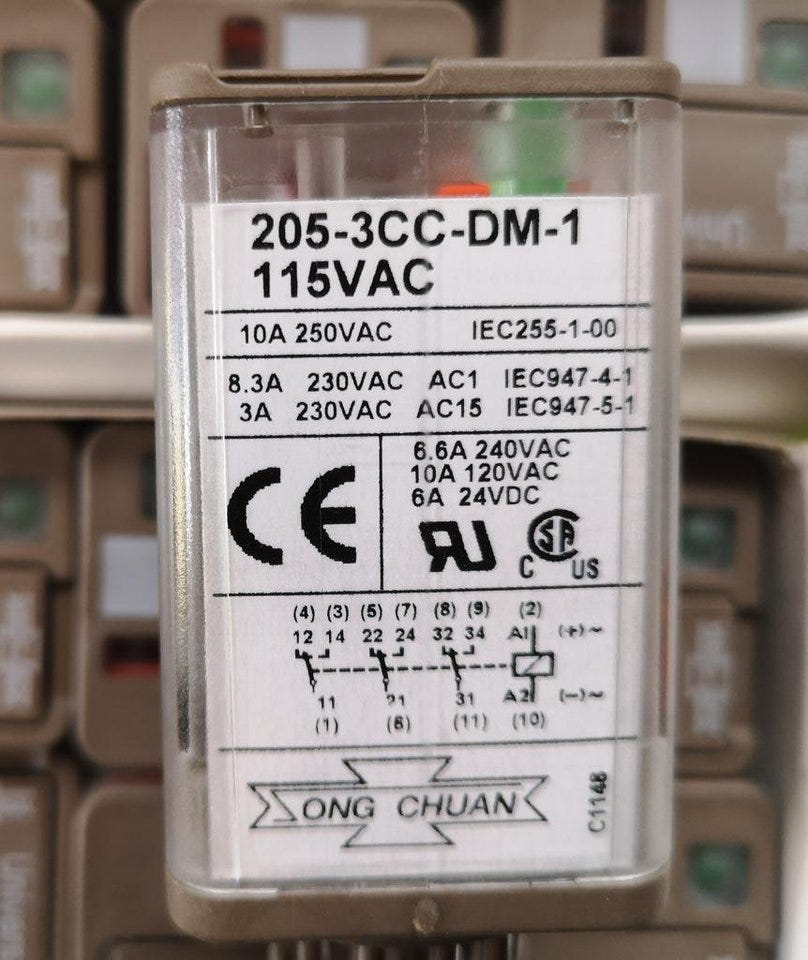 205-3CC-DM-1
115VAC
10A 250VAC IEC255-1-00
8.3A 230VAC AC1 IEC947-4-1
3A 230VAC AC15 IEC947-5-1
CE
6.6A 240VAC
10A 120VAC
6A 24VDC
RU C SA US
(4) (3) (5) (7) (8) (9) (2)
12 14 22 24 32 34 A1 (+)~
11 21 31 A2 (-)~
(1) (6) (11) (10)
SONG CHUAN
C1148